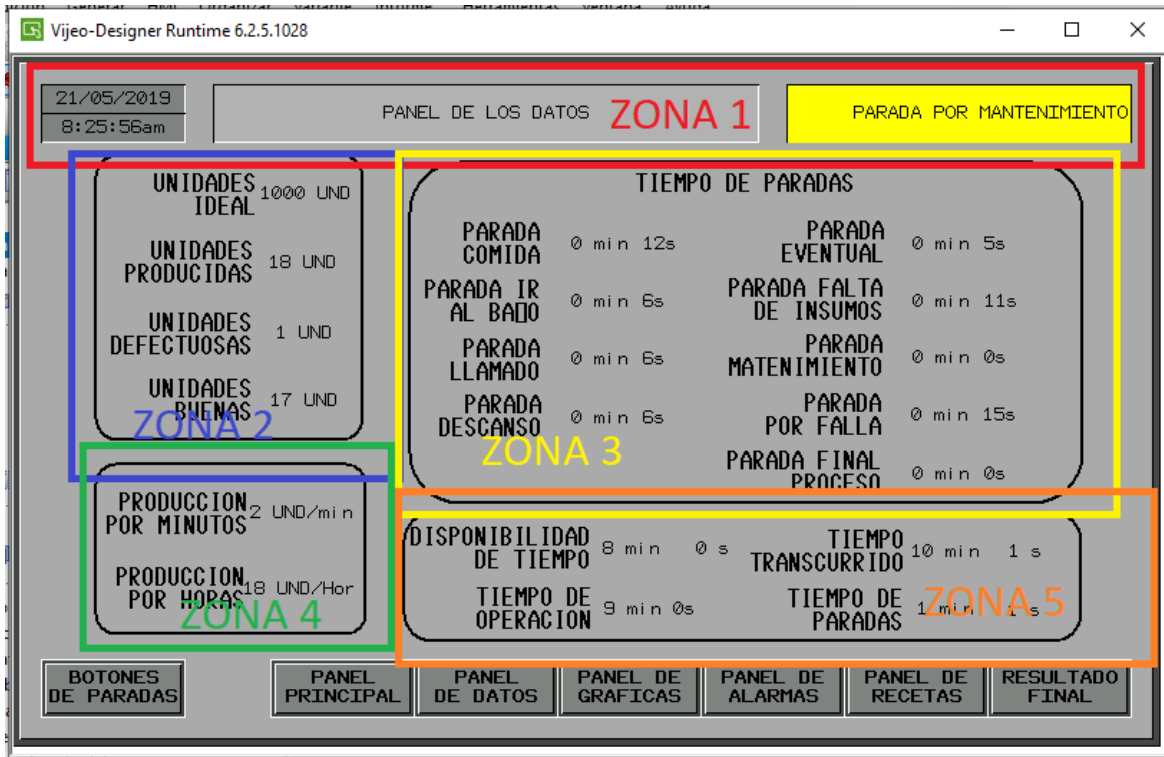 Vijeo-Designer Runtime 6.2.5.1028
21/05/2019
8:25:56am
PANEL DE LOS DATOS
ZONA 1
PARADA POR MANTENIMIENTO
UNIDADES
IDEAL
1000 UND
UNIDADES
PRODUCIDAS
18 UND
UNIDADES
DEFECTUOSAS
1 UND
UNIDADES
BUENAS
17 UND
ZONA 2
TIEMPO DE PARADAS
PARADA
COMIDA
0 min 12s
PARADA
EVENTUAL
0 min 5s
PARADA IR
AL BA▯O
0 min 6s
PARADA FALTA
DE INSUMOS
0 min 11s
PARADA
LLAMADO
0 min 6s
PARADA
MATENIMIENTO
0 min 0s
PARADA
DESCANSO
0 min 6s
PARADA
POR FALLA
0 min 15s
ZONA 3
PARADA FINAL
PROCESO
0 min 0s
PRODUCCION
POR MINUTOS
2 UND/min
PRODUCCION
POR HORAS
18 UND/Hor
ZONA 4
DISPONIBILIDAD
DE TIEMPO
8 min 0 s
TIEMPO
TRANSCURRIDO
10 min 1 s
TIEMPO DE
OPERACION
9 min 0s
TIEMPO DE
PARADAS
1 min 1 s
ZONA 5
BOTONES
DE PARADAS
PANEL
PRINCIPAL
PANEL
DE DATOS
PANEL DE
GRAFICAS
PANEL DE
ALARMAS
PANEL DE
RECETAS
RESULTADO
FINAL